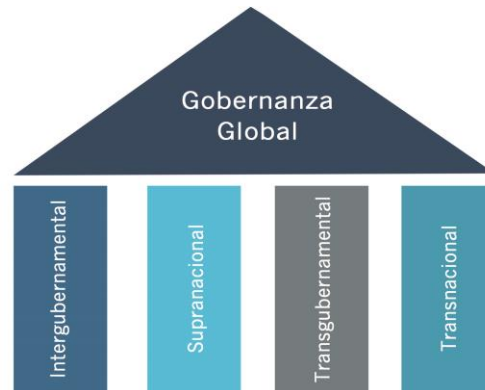 Gobernanza
Global
Intergubernamental
Supranacional
Transgubernamental
Transnacional